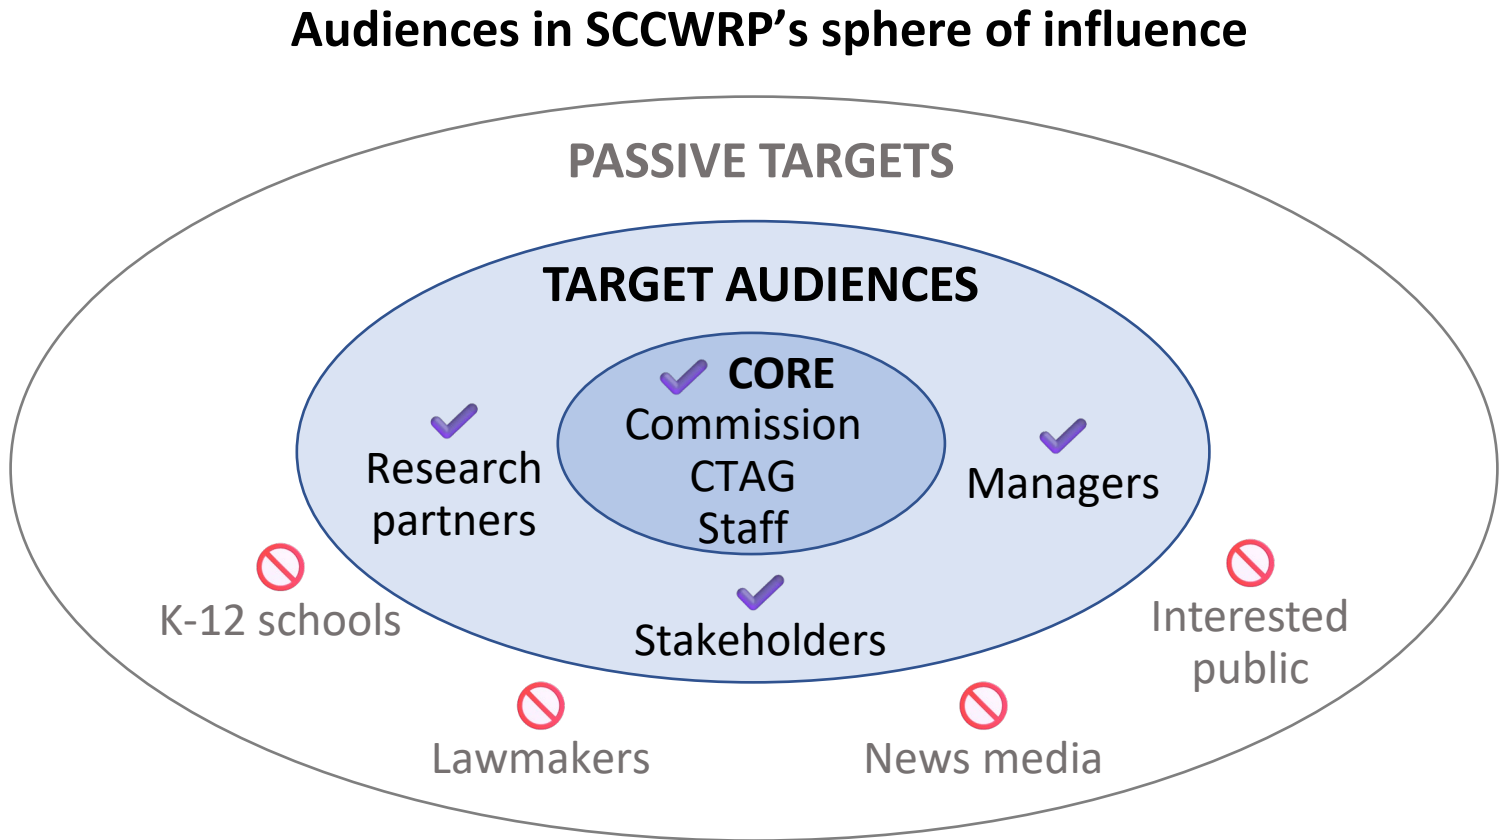 Audiences in SCCWRP’s sphere of influence
PASSIVE TARGETS
TARGET AUDIENCES
CORE
Commission
CTAG
Staff
Research
partners
Managers
Stakeholders
K-12 schools
Interested
public
Lawmakers
News media